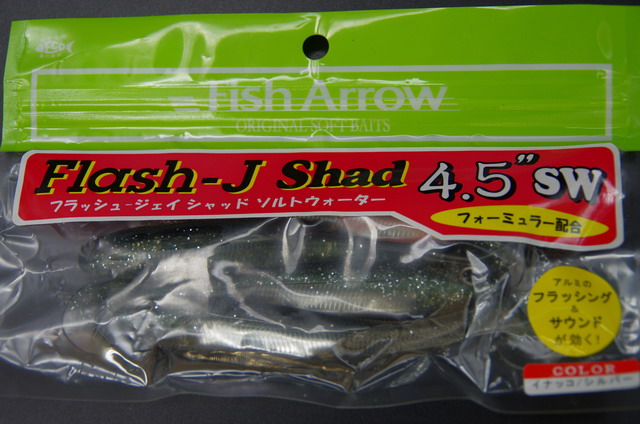 Fish Arrow
ORIGINAL SOFT BAITS
Flash-J Shad 4.5" SW
フラッシュ-ジェイ シャッド ソルトウォーター
フォーミュラー配合
アルミの
フラッシング
&
サウンド
が効く!
COLOR
イナッコ/シルバー